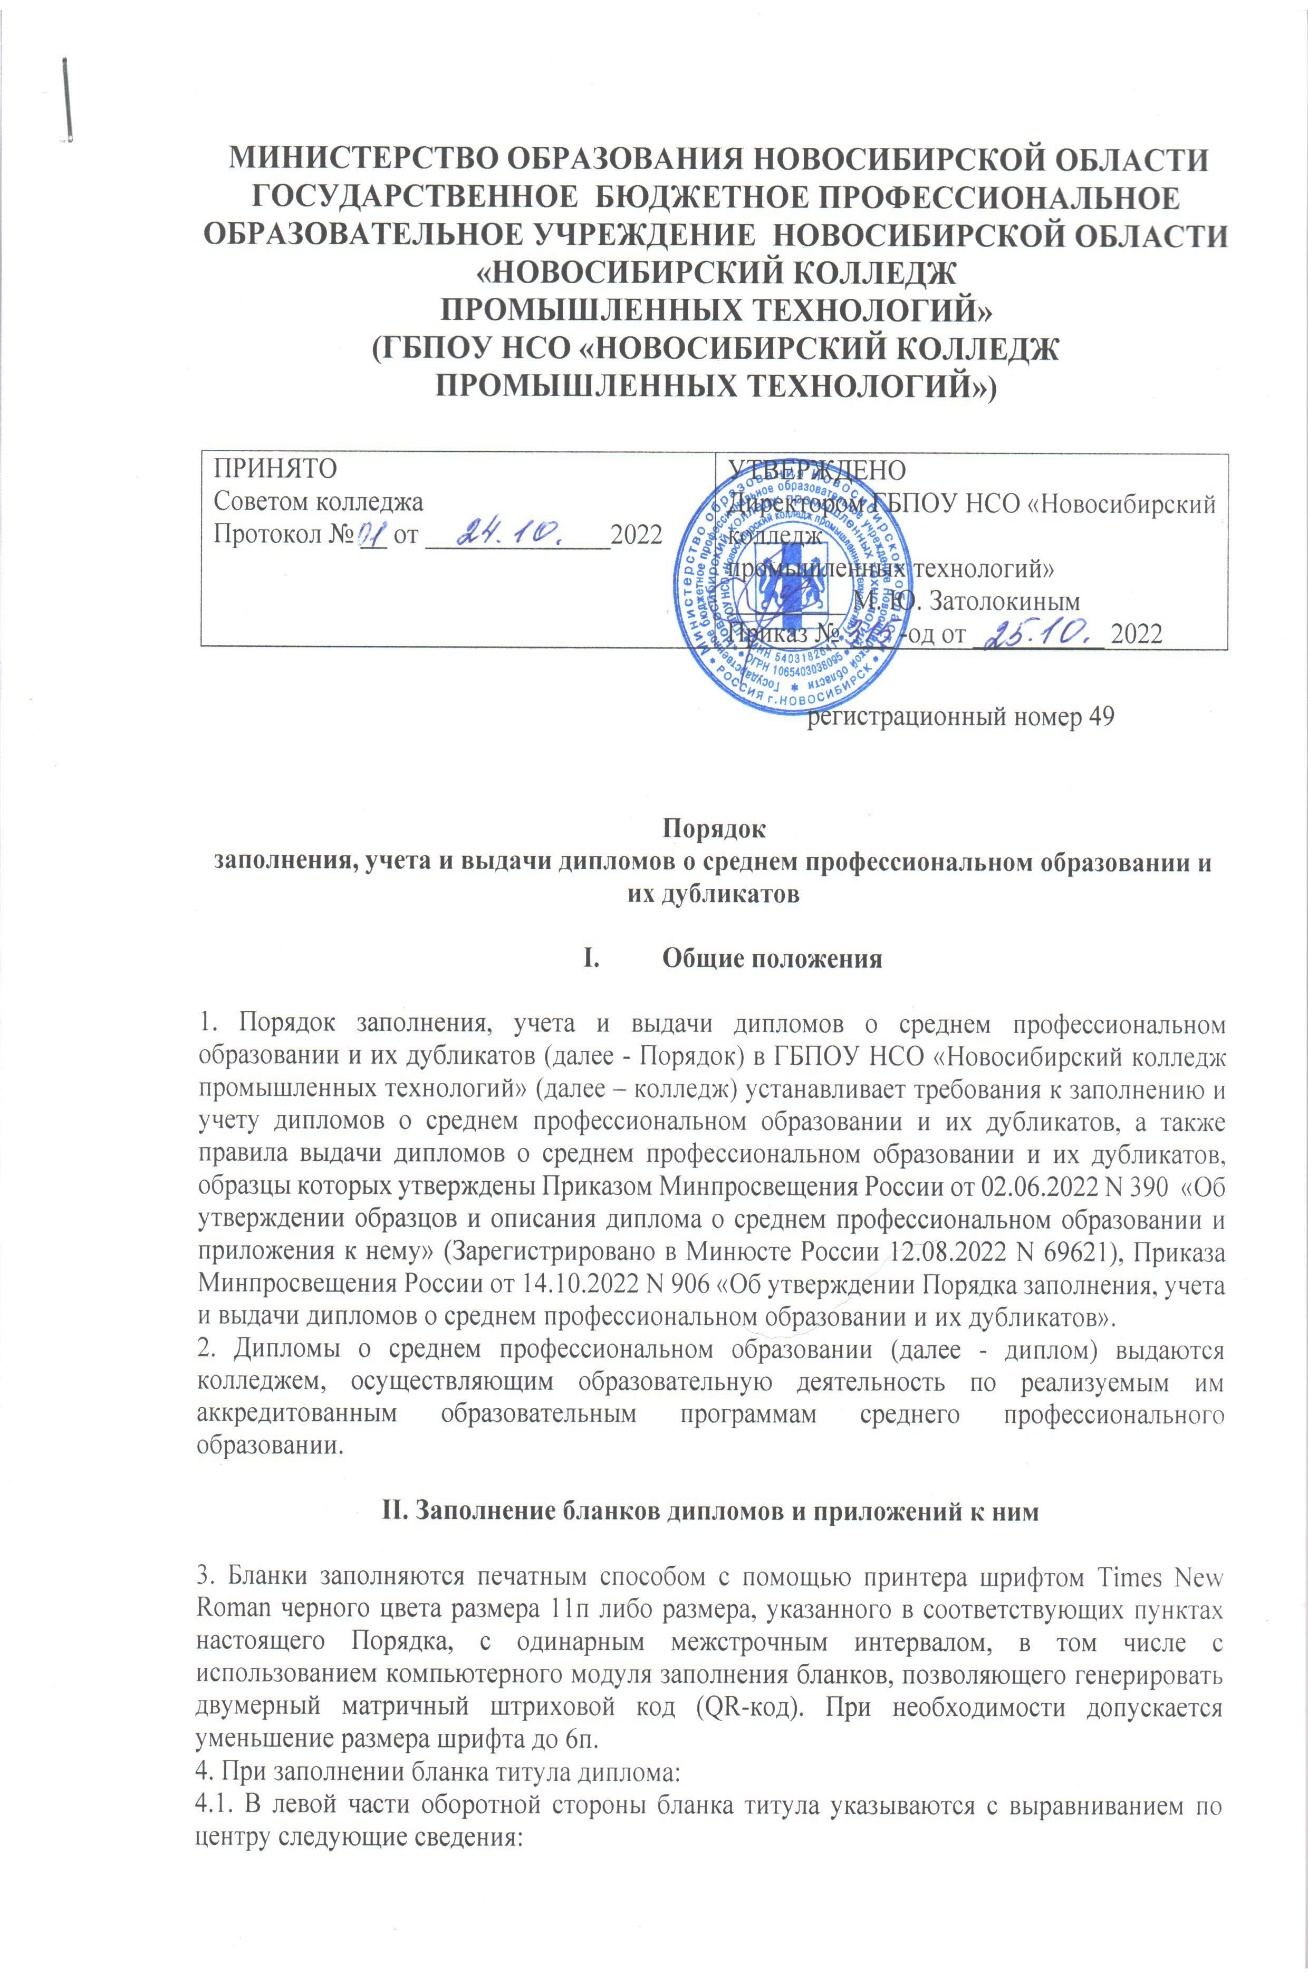 МИНИСТЕРСТВО ОБРАЗОВАНИЯ НОВОСИБИРСКОЙ ОБЛАСТИ
ГОСУДАРСТВЕННОЕ БЮДЖЕТНОЕ ПРОФЕССИОНАЛЬНОЕ
ОБРАЗОВАТЕЛЬНОЕ УЧРЕЖДЕНИЕ НОВОСИБИРСКОЙ ОБЛАСТИ
«НОВОСИБИРСКИЙ КОЛЛЕДЖ
ПРОМЫШЛЕННЫХ ТЕХНОЛОГИЙ»
(ГБПОУ НСО «НОВОСИБИРСКИЙ КОЛЛЕДЖ
ПРОМЫШЛЕННЫХ ТЕХНОЛОГИЙ»)
ПРИНЯТО
Советом колледжа
Протокол № 01 от 24.10. 2022
УТВЕРЖДЕНО
Директором ГБПОУ НСО «Новосибирский
колледж
промышленных технологий»
М. Ю. Затолокиным
Приказ № -од от 25.10. 2022
РОССИЯ г.НОВОСИБИРСК
ОГРН 1065403038095
регистрационный номер 49
Порядок
заполнения, учета и выдачи дипломов о среднем профессиональном образовании и
их дубликатов
I. Общие положения
1. Порядок заполнения, учета и выдачи дипломов о среднем профессиональном
образовании и их дубликатов (далее - Порядок) в ГБПОУ НСО «Новосибирский колледж
промышленных технологий» (далее – колледж) устанавливает требования к заполнению и
учету дипломов о среднем профессиональном образовании и их дубликатов, а также
правила выдачи дипломов о среднем профессиональном образовании и их дубликатов,
образцы которых утверждены Приказом Минпросвещения России от 02.06.2022 N 390 «Об
утверждении образцов и описания диплома о среднем профессиональном образовании и
приложения к нему» (Зарегистрировано в Минюсте России 12.08.2022 N 69621), Приказа
Минпросвещения России от 14.10.2022 N 906 «Об утверждении Порядка заполнения, учета
и выдачи дипломов о среднем профессиональном образовании и их дубликатов».
2. Дипломы о среднем профессиональном образовании (далее - диплом) выдаются
колледжем, осуществляющим образовательную деятельность по реализуемым им
аккредитованным образовательным программам среднего профессионального
образовании.
II. Заполнение бланков дипломов и приложений к ним
3. Бланки заполняются печатным способом с помощью принтера шрифтом Times New
Roman черного цвета размера 11п либо размера, указанного в соответствующих пунктах
настоящего Порядка, с одинарным межстрочным интервалом, в том числе с
использованием компьютерного модуля заполнения бланков, позволяющего генерировать
двумерный матричный штриховой код (QR-код). При необходимости допускается
уменьшение размера шрифта до 6п.
4. При заполнении бланка титула диплома:
4.1. В левой части оборотной стороны бланка титула указываются с выравниванием по
центру следующие сведения: